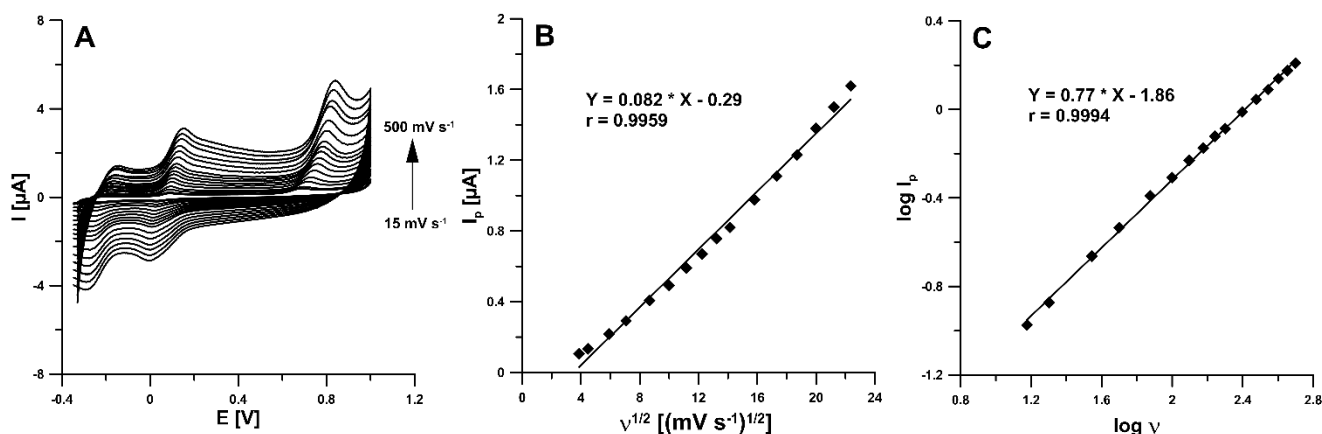 A
8
4
0
-4
-8
I [µA]
-0.4
0
0.4
0.8
1.2
E [V]
500 mV s⁻¹
15 mV s⁻¹
B
2
1.6
1.2
0.8
0.4
0
Iₚ [µA]
Y = 0.082 * X - 0.29
r = 0.9959
0
4
8
12
16
20
24
ν¹/² [(mV s⁻¹)¹/²]
C
0.4
0
-0.4
-0.8
-1.2
log Iₚ
Y = 0.77 * X - 1.86
r = 0.9994
0.8
1.2
1.6
2
2.4
2.8
log ν